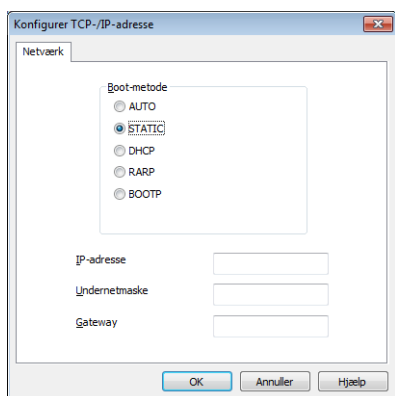 Konfigurer TCP-/IP-adresse
Netværk
Boot-metode
AUTO
STATIC
DHCP
RARP
BOOTP
IP-adresse
Undernetmaske
Gateway
OK Annuller Hjælp